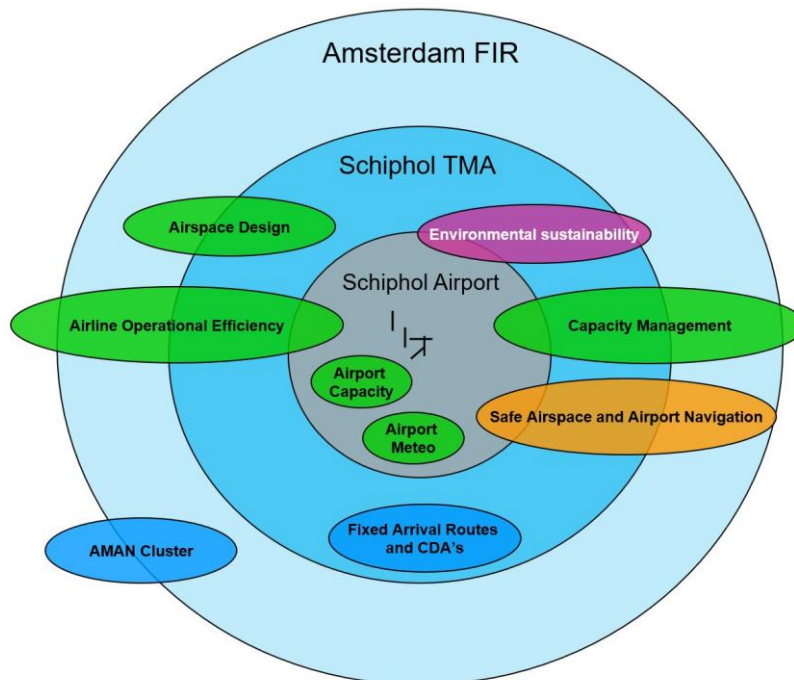 Amsterdam FIR
Schiphol TMA
Airspace Design
Environmental sustainability
Schiphol Airport
Airline Operational Efficiency
Capacity Management
Airport
Capacity
Safe Airspace and Airport Navigation
Airport
Meteo
Fixed Arrival Routes
and CDA's
AMAN Cluster